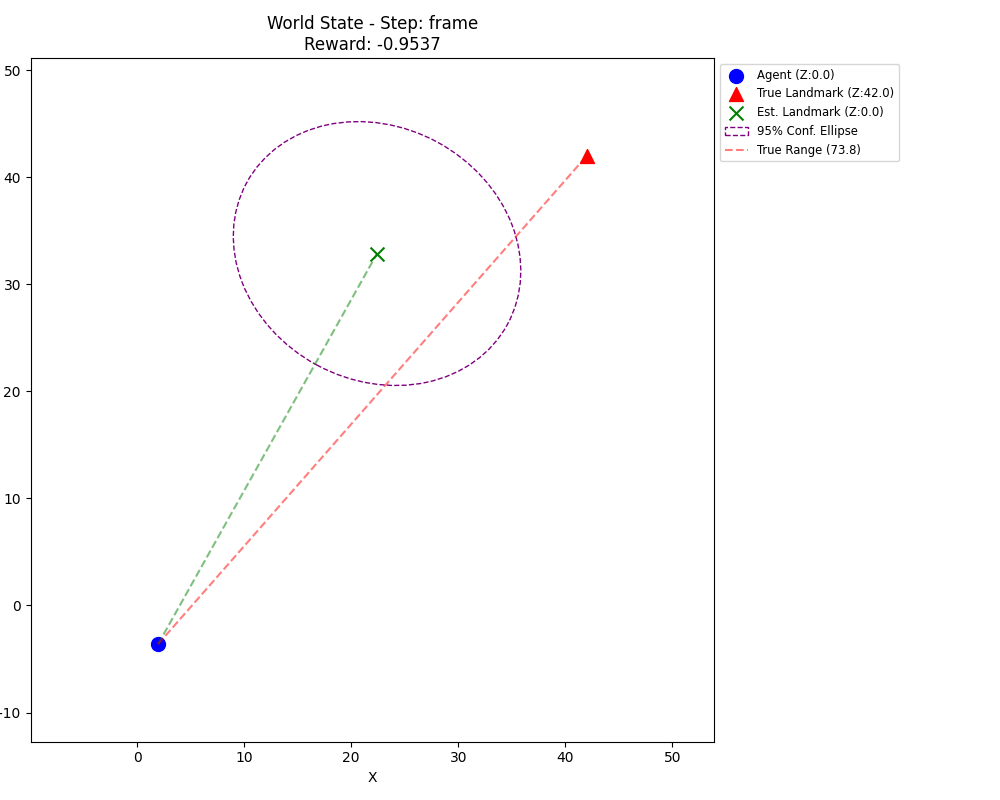 World State - Step: frame
Reward: -0.9537
Agent (Z:0.0)
True Landmark (Z:42.0)
Est. Landmark (Z:0.0)
95% Conf. Ellipse
True Range (73.8)
50
40
30
20
10
0
-10
0 10 20 30 40 50
X